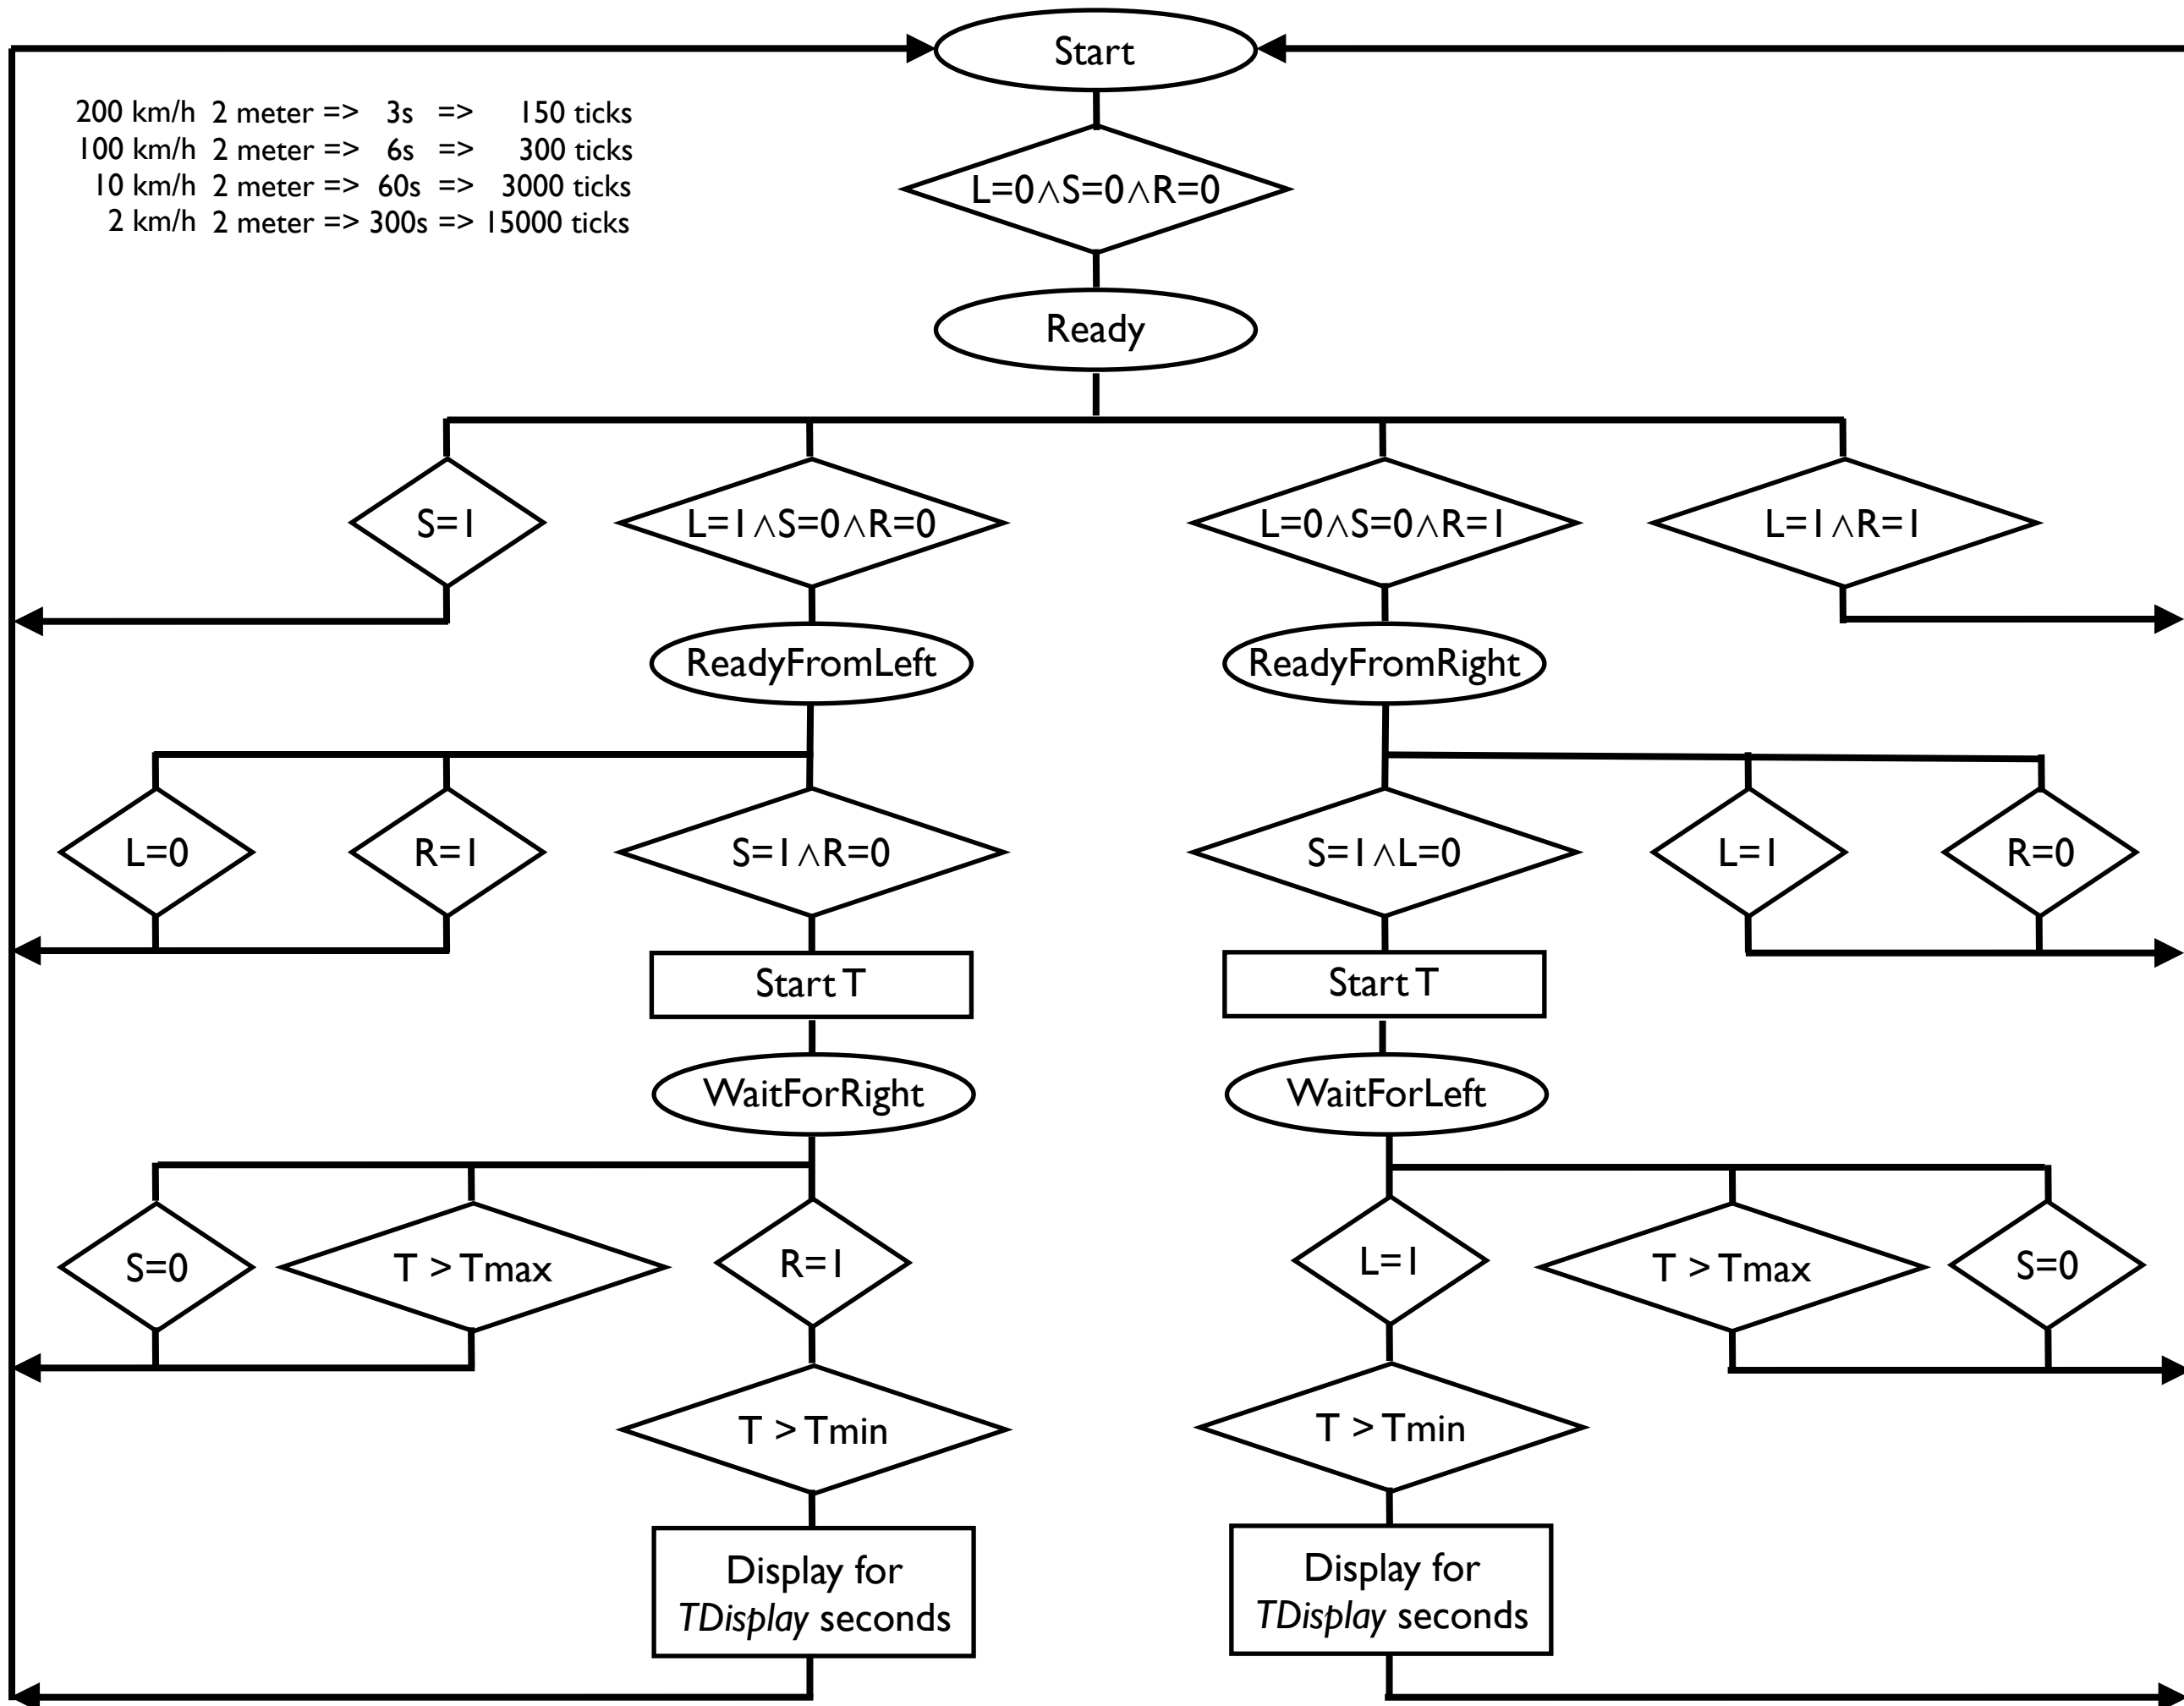 Start
200 km/h 2 meter => 3s => 150 ticks
100 km/h 2 meter => 6s => 300 ticks
10 km/h 2 meter => 60s => 3000 ticks
2 km/h 2 meter => 300s => 15000 ticks
L=0∧S=0∧R=0
Ready
S=1
L=1∧S=0∧R=0
L=0∧S=0∧R=1
L=1∧R=1
ReadyFromLeft
ReadyFromRight
L=0
R=1
S=1∧R=0
S=1∧L=0
L=1
R=0
Start T
Start T
WaitForRight
WaitForLeft
S=0
T > Tmax
R=1
L=1
T > Tmax
S=0
T > Tmin
T > Tmin
Display for
TDisplay seconds
Display for
TDisplay seconds